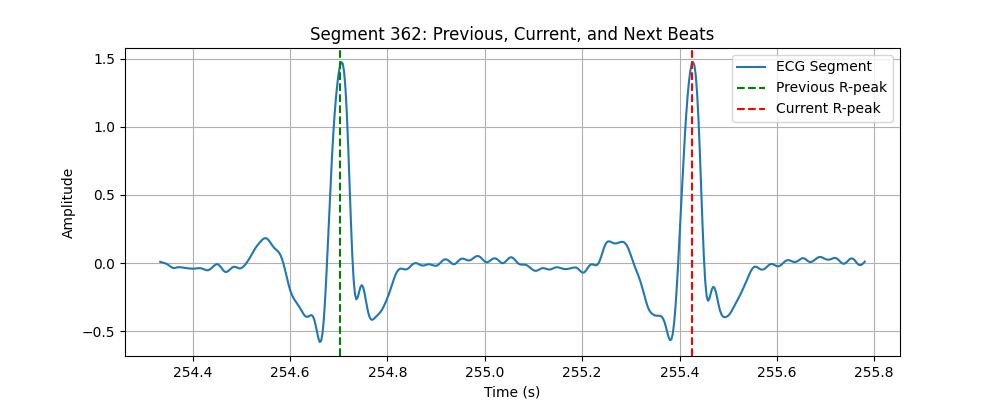 Segment 362: Previous, Current, and Next Beats
ECG Segment
Previous R-peak
Current R-peak
1.5
1.0
0.5
0.0
−0.5
Amplitude
254.4 254.6 254.8 255.0 255.2 255.4 255.6 255.8
Time (s)